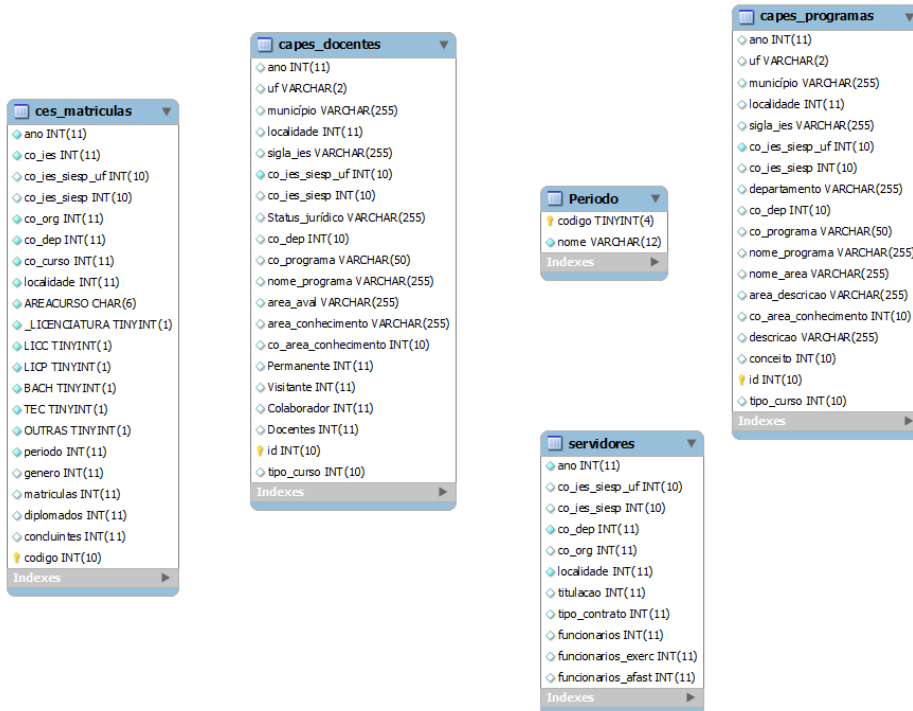 ces_matriculas
ano INT(11)
co_ies INT(11)
co_ies_siesp_uf INT(10)
co_ies_siesp INT(10)
co_org INT(11)
co_dep INT(11)
co_curso INT(11)
localidade INT(11)
AREACURSO CHAR(6)
_LICENCIATURA TINYINT(1)
LICC TINYINT(1)
LICP TINYINT(1)
BACH TINYINT(1)
TEC TINYINT(1)
OUTRAS TINYINT(1)
periodo INT(11)
genero INT(11)
matriculas INT(11)
diplomados INT(11)
concluintes INT(11)
codigo INT(10)
Indexes
capes_docentes
ano INT(11)
uf VARCHAR(2)
município VARCHAR(255)
localidade INT(11)
sigla_ies VARCHAR(255)
co_ies_siesp_uf INT(10)
co_ies_siesp INT(10)
Status_jurídico VARCHAR(255)
co_dep INT(10)
co_programa VARCHAR(50)
nome_programa VARCHAR(255)
area_aval VARCHAR(255)
area_conhecimento VARCHAR(255)
co_area_conhecimento INT(10)
Permanente INT(11)
Visitante INT(11)
Colaborador INT(11)
Docentes INT(11)
id INT(10)
tipo_curso INT(10)
Indexes
Periodo
codigo TINYINT(4)
nome VARCHAR(12)
Indexes
servidores
ano INT(11)
co_ies_siesp_uf INT(10)
co_ies_siesp INT(10)
co_dep INT(11)
co_org INT(11)
localidade INT(11)
titulacao INT(11)
tipo_contrato INT(11)
funcionarios INT(11)
funcionarios_exerc INT(11)
funcionarios_afast INT(11)
Indexes
capes_programas
ano INT(11)
uf VARCHAR(2)
município VARCHAR(255)
localidade INT(11)
sigla_ies VARCHAR(255)
co_ies_siesp_uf INT(10)
co_ies_siesp INT(10)
departamento VARCHAR(255)
co_dep INT(10)
co_programa VARCHAR(50)
nome_programa VARCHAR(255)
nome_area VARCHAR(255)
area_descricao VARCHAR(255)
co_area_conhecimento INT(10)
descricao VARCHAR(255)
conceito INT(10)
id INT(10)
tipo_curso INT(10)
Indexes